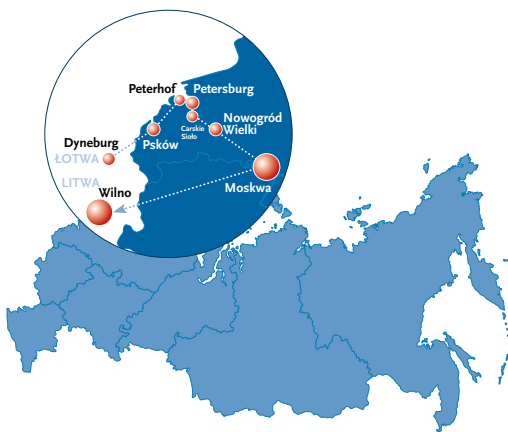 Peterhof
Petersburg
Carskie
Sioło
Nowogród
Wielki
Psków
Dyneburg
ŁOTWA
LITWA
Wilno
Moskwa